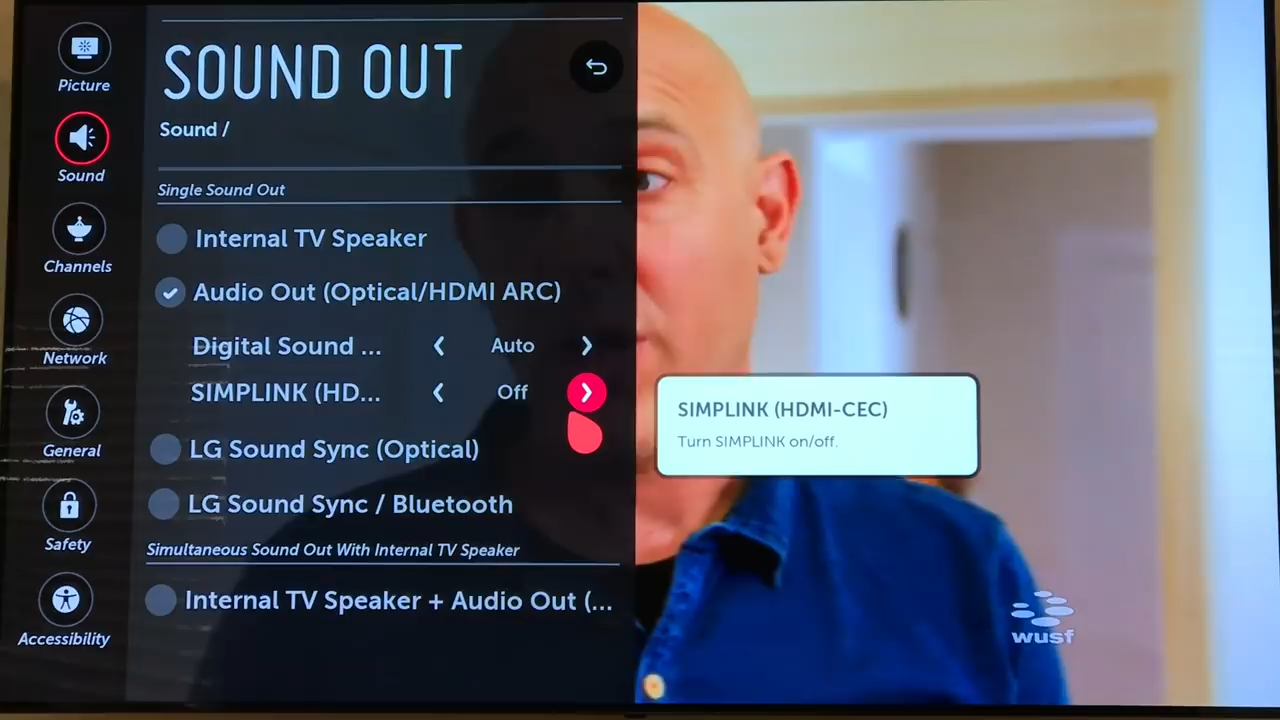 Picture
Sound
Channels
Network
General
Safety
Accessibility
SOUND OUT
Sound /
Single Sound Out
Internal TV Speaker
Audio Out (Optical/HDMI ARC)
Digital Sound ... Auto
SIMPLINK (HD... Off
LG Sound Sync (Optical)
LG Sound Sync / Bluetooth
Simultaneous Sound Out With Internal TV Speaker
Internal TV Speaker + Audio Out (...
SIMPLINK (HDMI-CEC)
Turn SIMPLINK on/off.
wusf